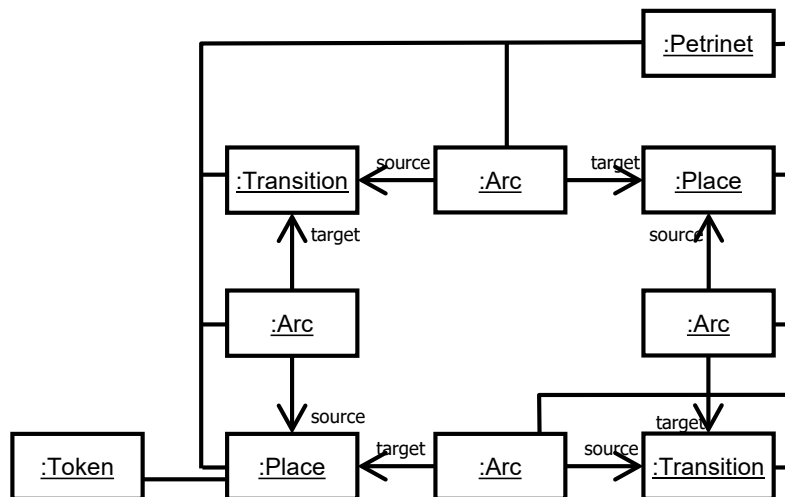 :Petrinet
source
target
:Transition
:Arc
:Place
target
source
:Arc
:Arc
source
target
target
source
:Token
:Place
:Arc
:Transition